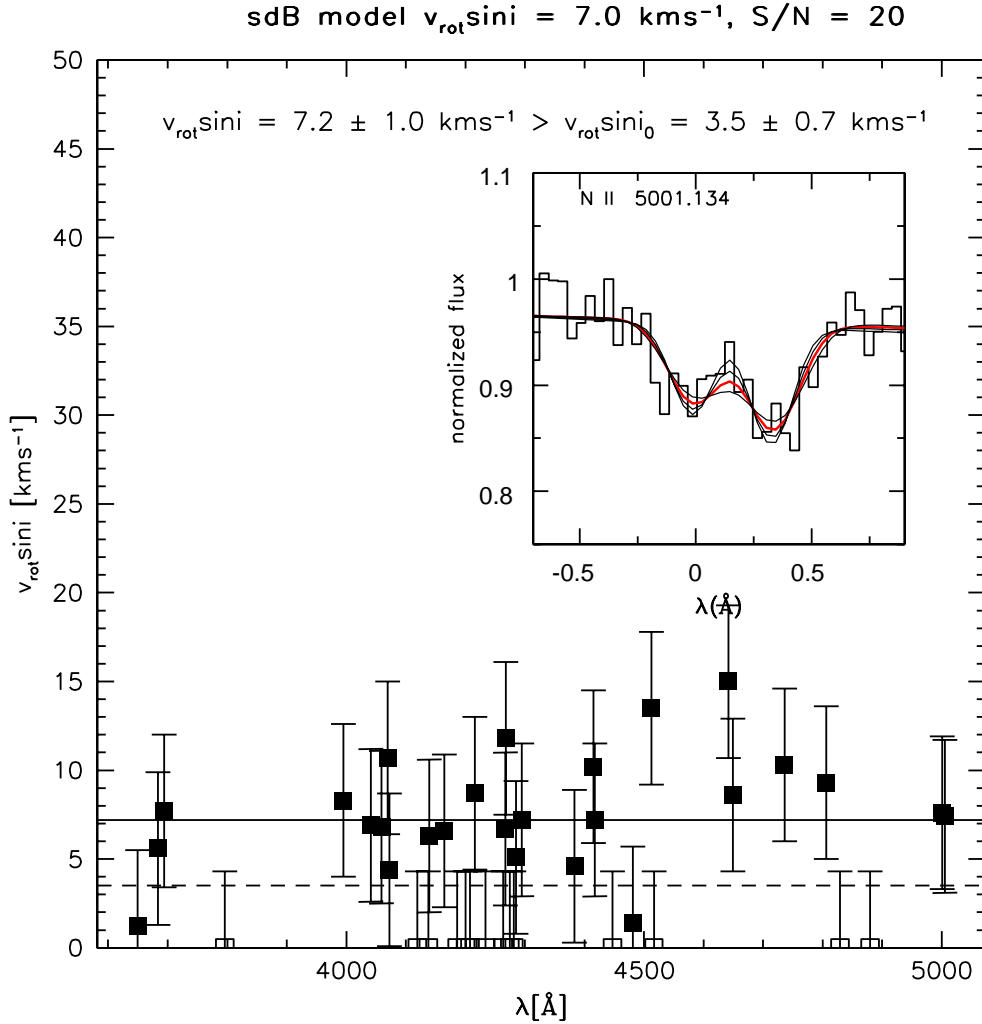 sdB model vrotsini = 7.0 kms⁻¹, S/N = 20
vrotsini = 7.2 ± 1.0 kms⁻¹ > vrotsini₀ = 3.5 ± 0.7 kms⁻¹
N II 5001.134
1.1
1
0.9
0.8
normalized flux
-0.5 0 0.5
λ(Å)
50
45
40
35
30
25
20
15
10
5
0
vrotsini [kms⁻¹]
4000 4500 5000
λ[Å]